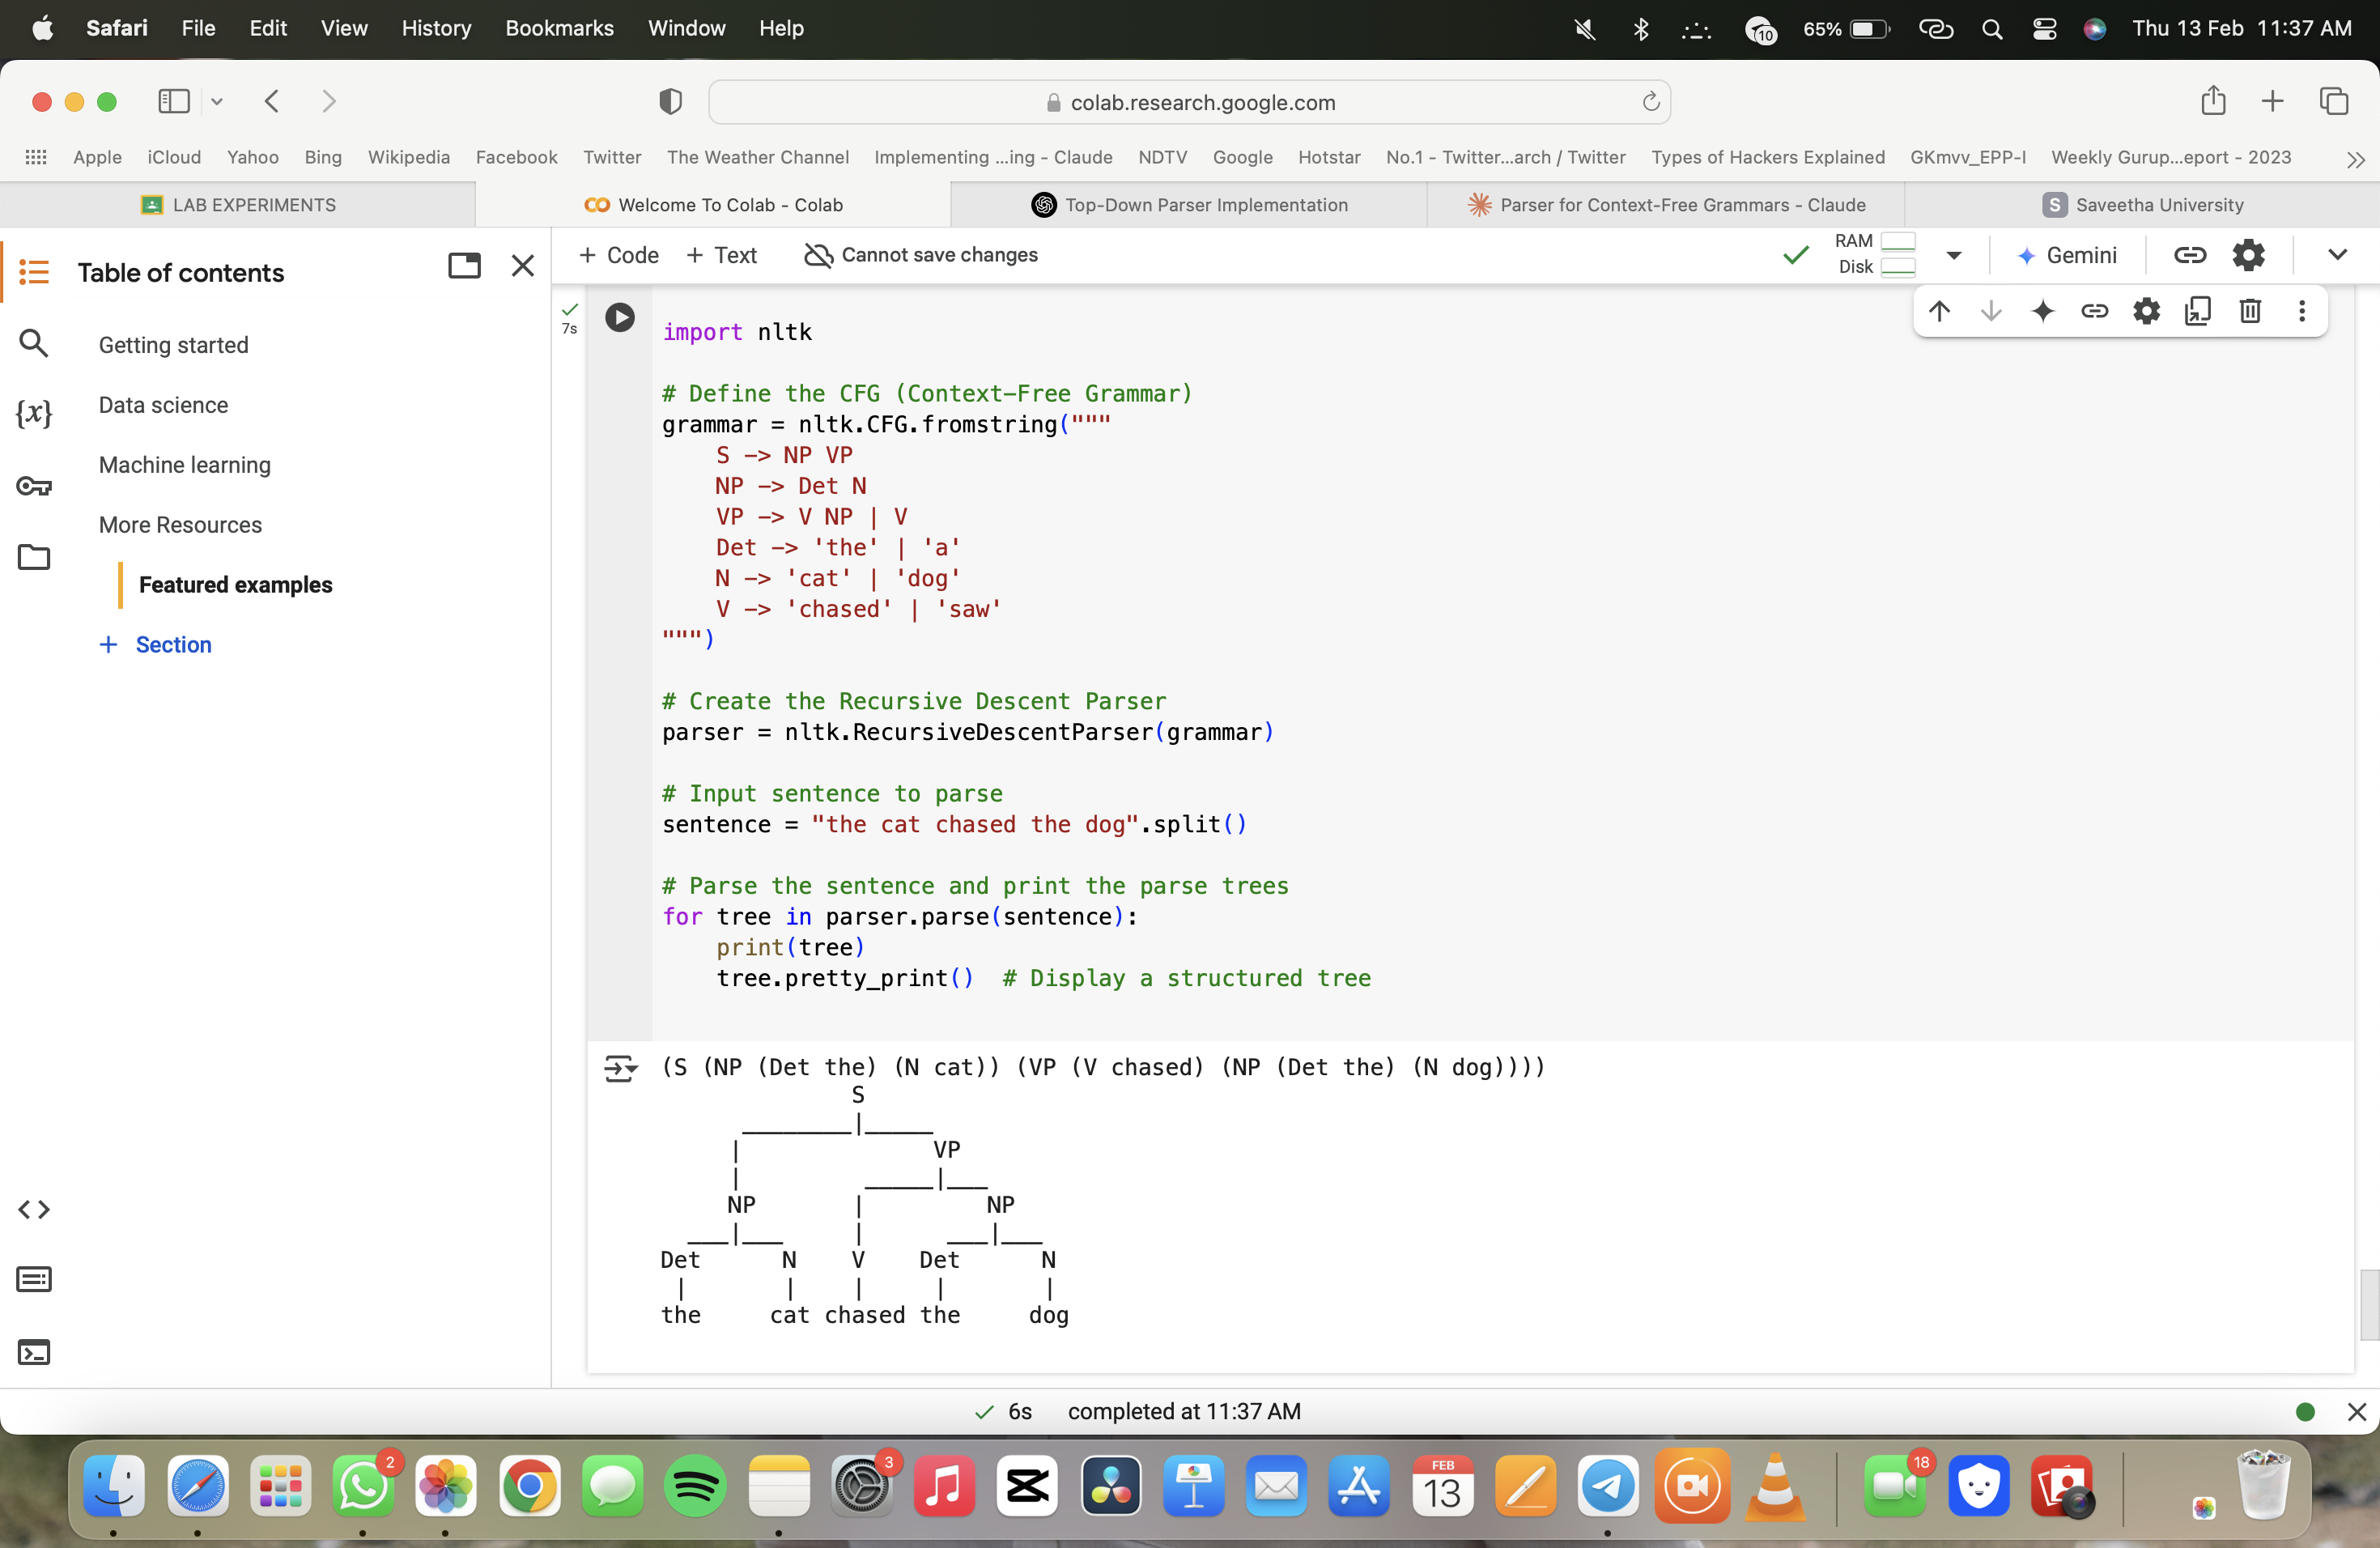 Safari File Edit View History Bookmarks Window Help 10 65% Thu 13 Feb 11:37 AM
colab.research.google.com
Apple iCloud Yahoo Bing Wikipedia Facebook Twitter The Weather Channel Implementing ...ing - Claude NDTV Google Hotstar No.1 - Twitter...arch / Twitter Types of Hackers Explained GKmvv_EPP-I Weekly Gurup...eport - 2023
LAB EXPERIMENTS Welcome To Colab - Colab Top-Down Parser Implementation Parser for Context-Free Grammars - Claude S Saveetha University
Table of contents
+ Code + Text Cannot save changes RAM Disk Gemini
Getting started
Data science
Machine learning
More Resources
Featured examples
+ Section
{x}
7s
import nltk
# Define the CFG (Context-Free Grammar)
grammar = nltk.CFG.fromstring("""
S -> NP VP
NP -> Det N
VP -> V NP | V
Det -> 'the' | 'a'
N -> 'cat' | 'dog'
V -> 'chased' | 'saw'
""")
# Create the Recursive Descent Parser
parser = nltk.RecursiveDescentParser(grammar)
# Input sentence to parse
sentence = "the cat chased the dog".split()
# Parse the sentence and print the parse trees
for tree in parser.parse(sentence):
print(tree)
tree.pretty_print() # Display a structured tree
(S (NP (Det the) (N cat)) (VP (V chased) (NP (Det the) (N dog))))
S
________|_____
| VP
| _____|___
NP | NP
___|___ | ___|___
Det N V Det N
| | | | |
the cat chased the dog
6s completed at 11:37 AM
2 3 FEB 13 18